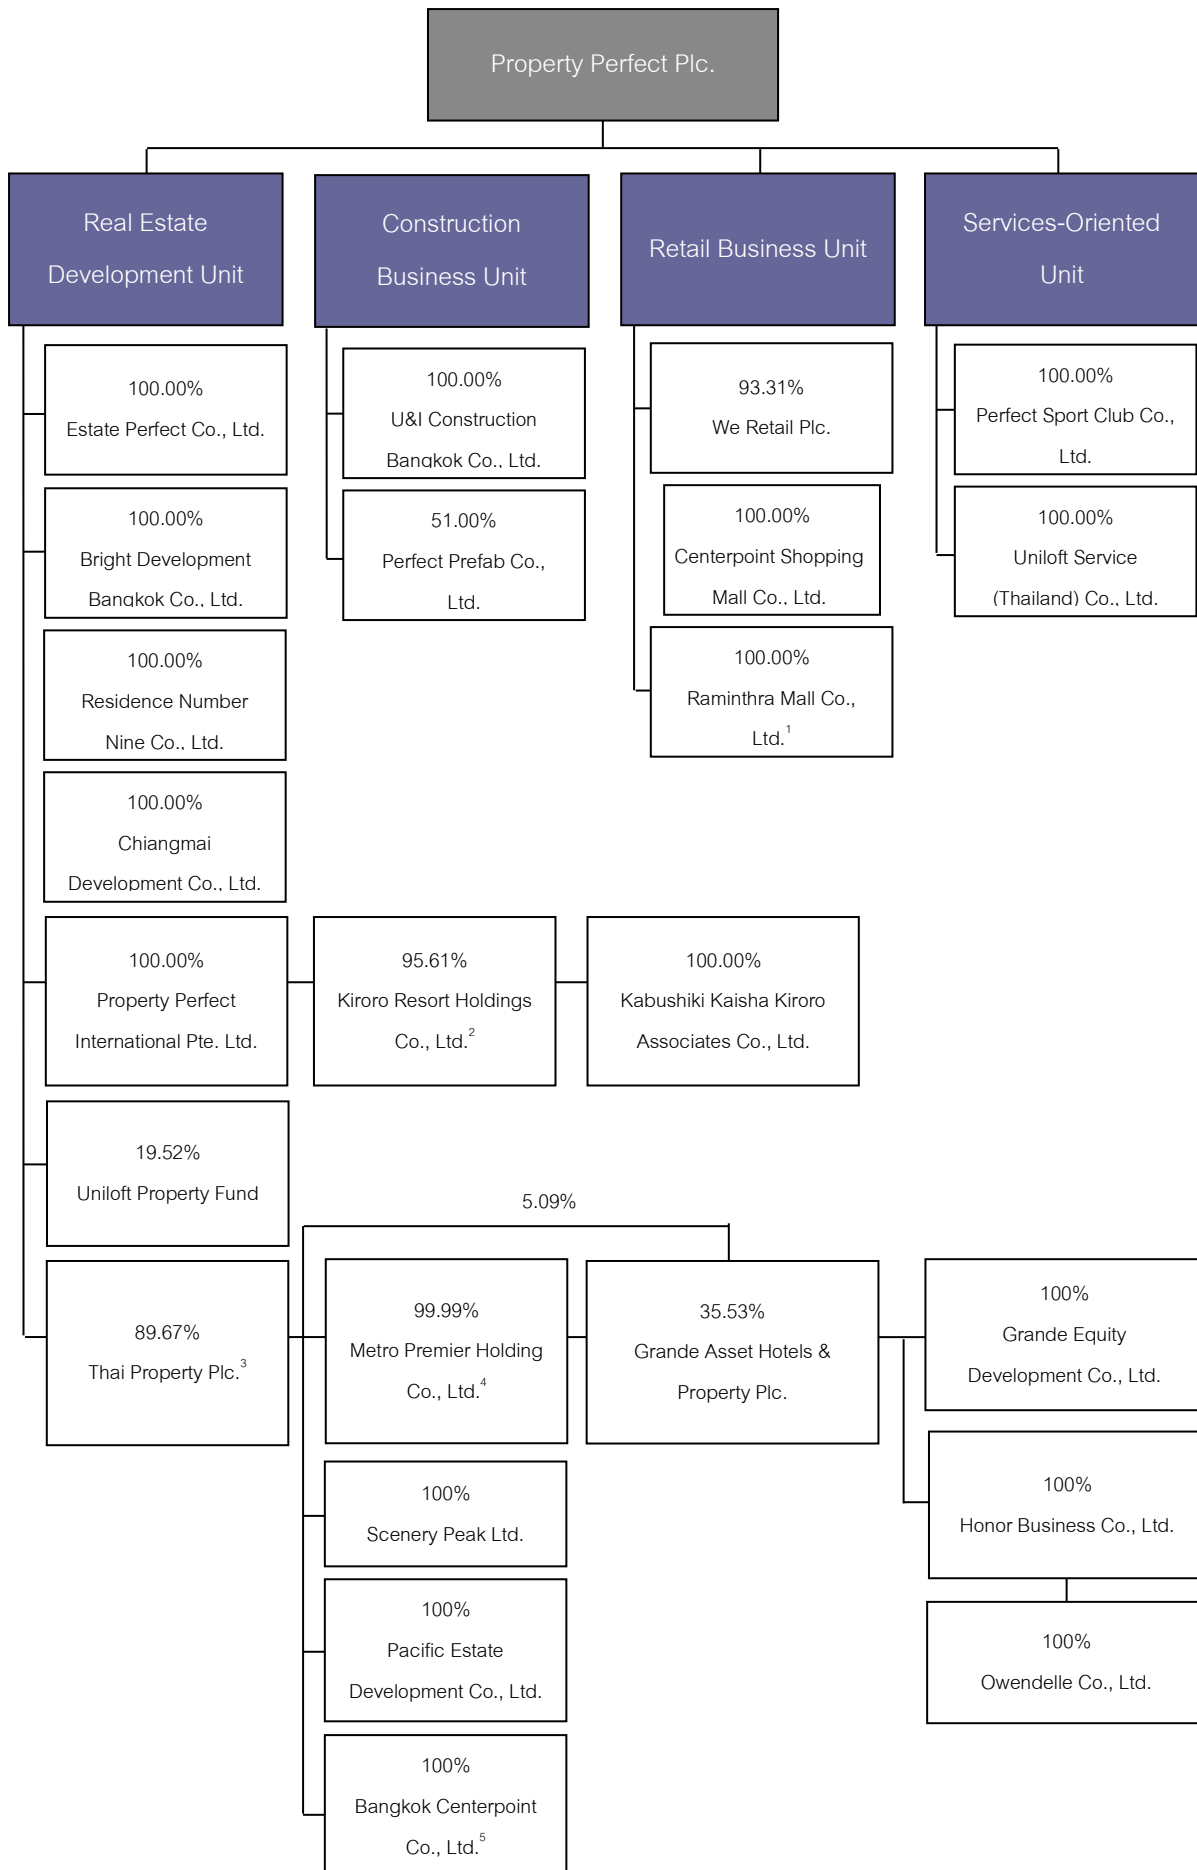 Property Perfect Plc.
Real Estate
Development Unit
Construction
Business Unit
Retail Business Unit
Services-Oriented
Unit
100.00%
Estate Perfect Co., Ltd.
100.00%
Bright Development
Bangkok Co., Ltd.
100.00%
Residence Number
Nine Co., Ltd.
100.00%
Chiangmai
Development Co., Ltd.
100.00%
U&I Construction
Bangkok Co., Ltd.
51.00%
Perfect Prefab Co.,
Ltd.
93.31%
We Retail Plc.
100.00%
Centerpoint Shopping
Mall Co., Ltd.
100.00%
Raminthra Mall Co.,
Ltd.¹
100.00%
Perfect Sport Club Co.,
Ltd.
100.00%
Uniloft Service
(Thailand) Co., Ltd.
100.00%
Property Perfect
International Pte. Ltd.
95.61%
Kiroro Resort Holdings
Co., Ltd.²
100.00%
Kabushiki Kaisha Kiroro
Associates Co., Ltd.
19.52%
Uniloft Property Fund
5.09%
89.67%
Thai Property Plc.³
99.99%
Metro Premier Holding
Co., Ltd.⁴
35.53%
Grande Asset Hotels &
Property Plc.
100%
Grande Equity
Development Co., Ltd.
100%
Honor Business Co., Ltd.
100%
Owendelle Co., Ltd.
100%
Scenery Peak Ltd.
100%
Pacific Estate
Development Co., Ltd.
100%
Bangkok Centerpoint
Co., Ltd.⁵